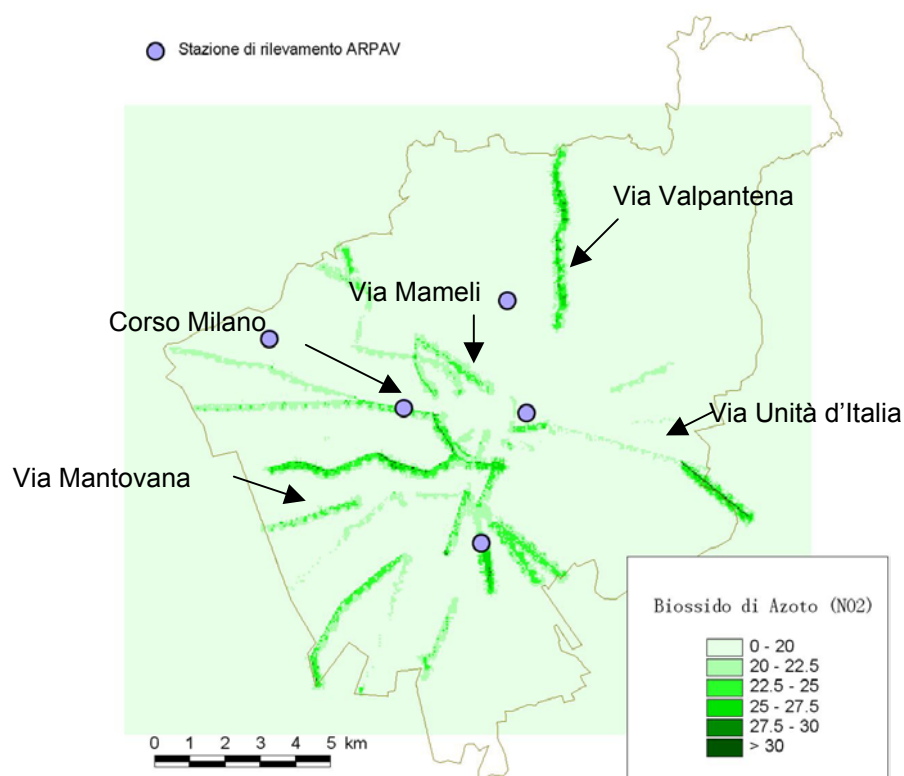 Stazione di rilevamento ARPAV
Via Valpantena
Via Mameli
Corso Milano
Via Unità d'Italia
Via Mantovana
Biossido di Azoto (NO2)
0 - 20
20 - 22.5
22.5 - 25
25 - 27.5
27.5 - 30
> 30
0 1 2 3 4 5 km